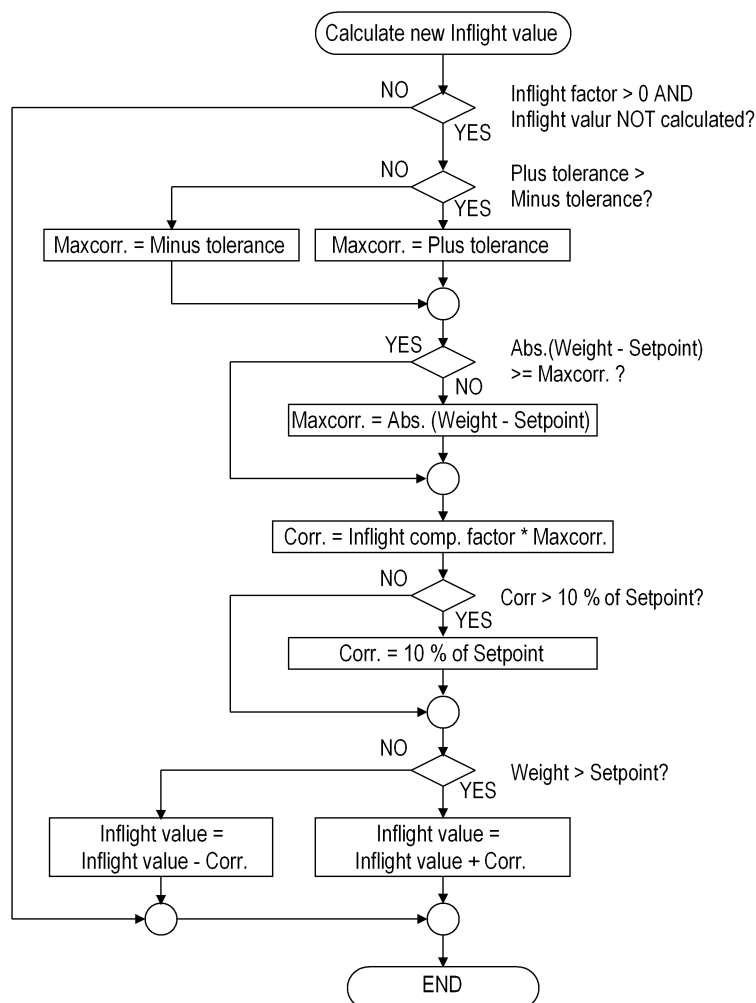 Calculate new Inflight value
NO
Inflight factor > 0 AND
Inflight valur NOT calculated?
YES
NO
Plus tolerance >
Minus tolerance?
YES
Maxcorr. = Minus tolerance
Maxcorr. = Plus tolerance
YES
Abs.(Weight - Setpoint)
>= Maxcorr. ?
NO
Maxcorr. = Abs. (Weight - Setpoint)
Corr. = Inflight comp. factor * Maxcorr.
NO
Corr > 10 % of Setpoint?
YES
Corr. = 10 % of Setpoint
NO
Weight > Setpoint?
YES
Inflight value =
Inflight value - Corr.
Inflight value =
Inflight value + Corr.
END